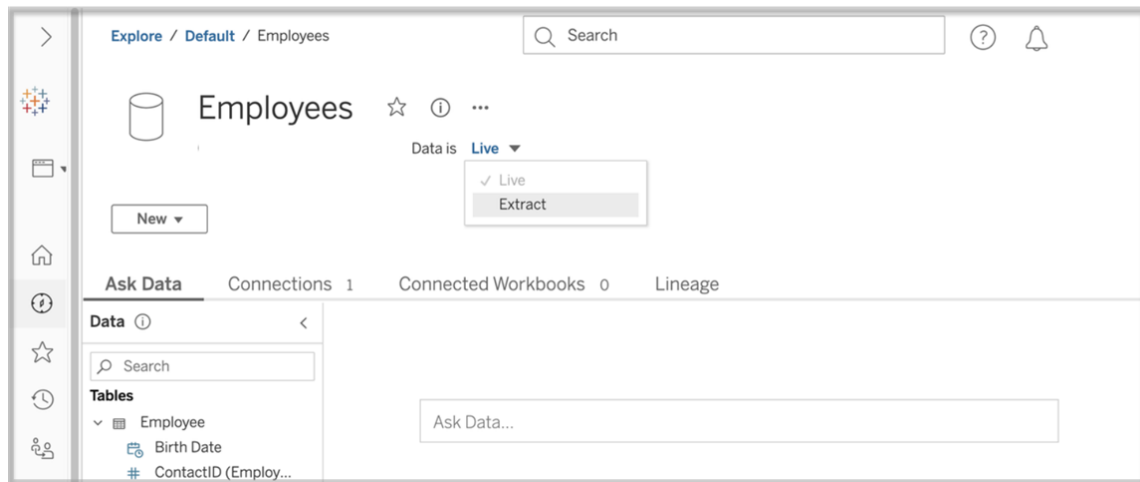 Explore / Default / Employees
Search
Employees
Data is Live
Live
Extract
New
Ask Data
Connections 1
Connected Workbooks 0
Lineage
Data
Search
Tables
Employee
Birth Date
ContactID (Employ...
Ask Data...